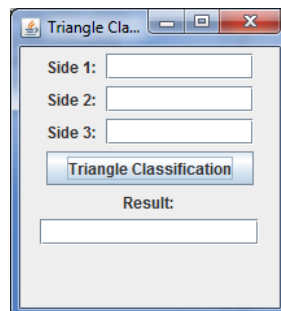 Triangle Cla...
Side 1:
Side 2:
Side 3:
Triangle Classification
Result: